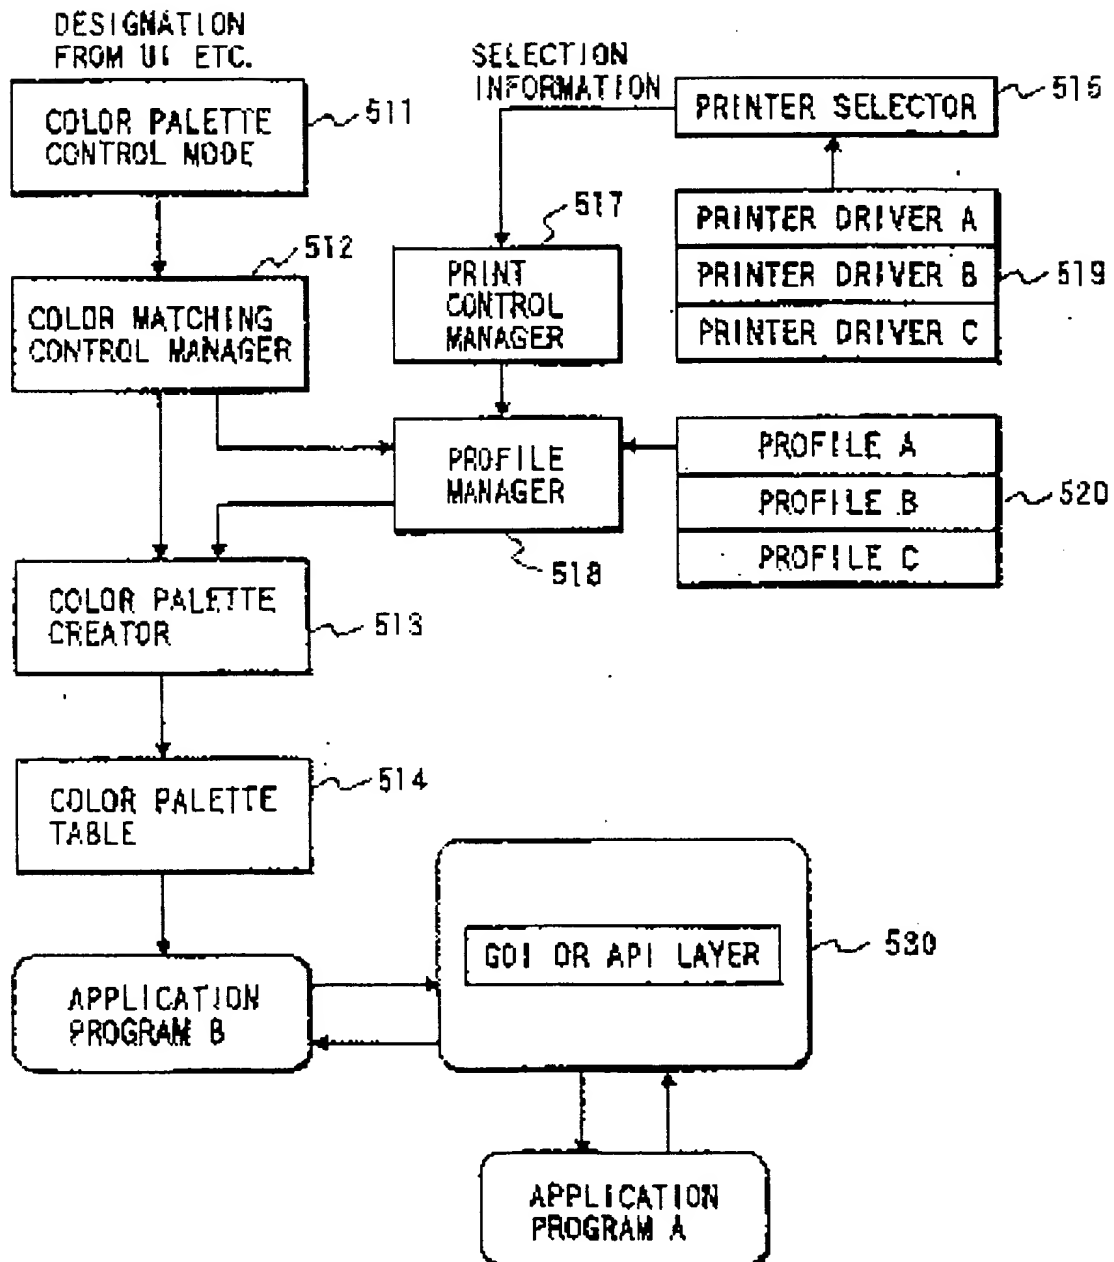 DESIGNATION
FROM UI ETC.
COLOR PALETTE
CONTROL MODE
511
SELECTION
INFORMATION
PRINTER SELECTOR
516
PRINTER DRIVER A
PRINTER DRIVER B
PRINTER DRIVER C
519
517
PRINT
CONTROL
MANAGER
512
COLOR MATCHING
CONTROL MANAGER
PROFILE
MANAGER
518
PROFILE A
PROFILE B
PROFILE C
520
COLOR PALETTE
CREATOR
513
COLOR PALETTE
TABLE
514
GDI OR API LAYER
530
APPLICATION
PROGRAM B
APPLICATION
PROGRAM A